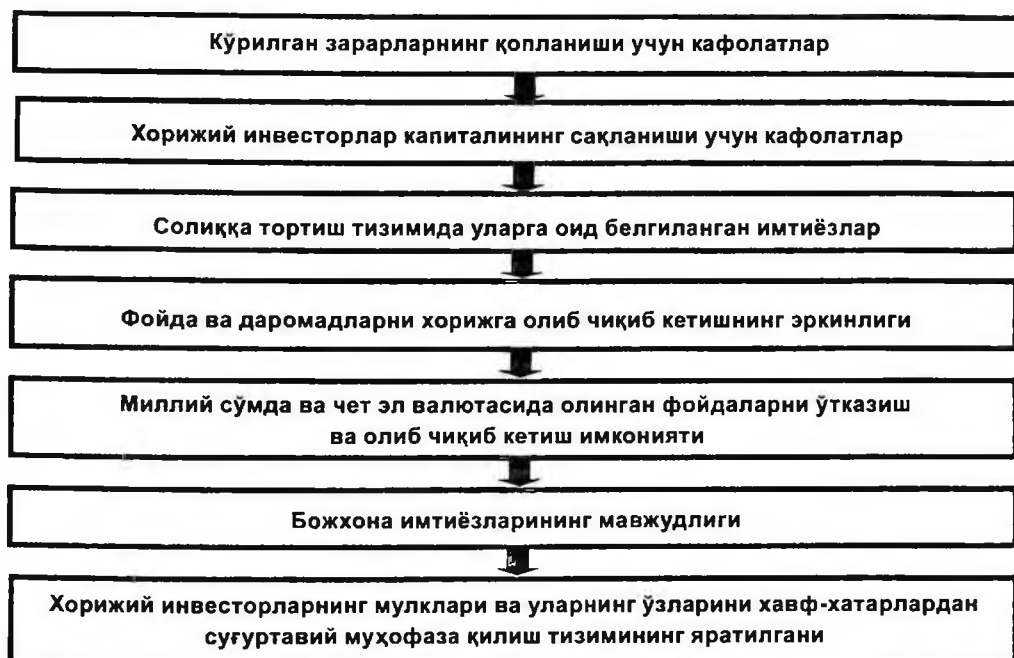 Кўрилган зарарларнинг қопланиши учун кафолатлар
Хорижий инвесторлар капиталининг сақланиши учун кафолатлар
Солиққа тортиш тизимида уларга оид белгиланган имтиёзлар
Фойда ва даромадларни хорижга олиб чиқиб кетишнинг эркинлиги
Миллий сўмда ва чет эл валютасида олинган фойдаларни ўтказиш
ва олиб чиқиб кетиш имконияти
Божхона имтиёзларининг мавжудлиги
Хорижий инвесторларнинг мулклари ва уларнинг ўзларини хавф-хатарлардан
суғуртавий муҳофаза қилиш тизимининг яратилгани